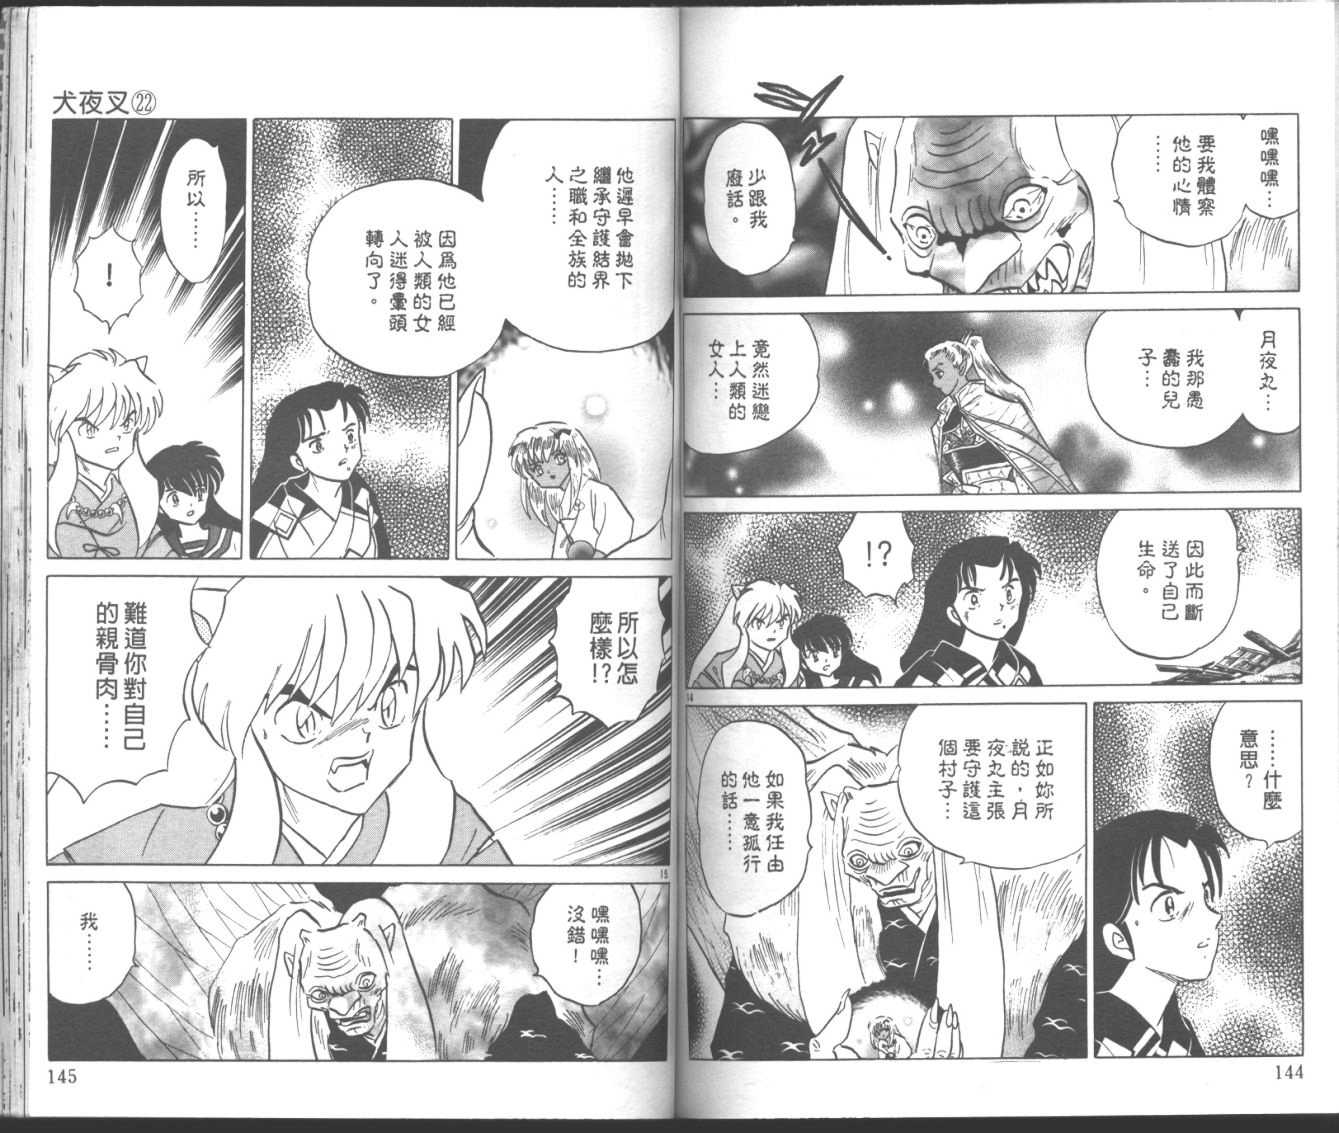 嘿嘿嘿…
要我體察
他的心情
……
少跟我
廢話。
月夜丸…
我那愚
蠢的兒
子…
竟然迷戀
上人類的
女人…
因此而斷
送了自己
生命。
!?
14
……什麼
意思?
正如妳所
說的,月
夜丸主張
要守護這
個村子…
如果我任由
他一意孤行
的話……
144
犬夜叉㉒
他遲早會拋下
繼承守護結界
之職和全族的
人……
因為他已經
被人類的女
人迷得暈頭
轉向了。
所以……
!
所以怎
麼樣!?
難道你對自己
的親骨肉……
15
嘿嘿嘿…
沒錯!
我……
145